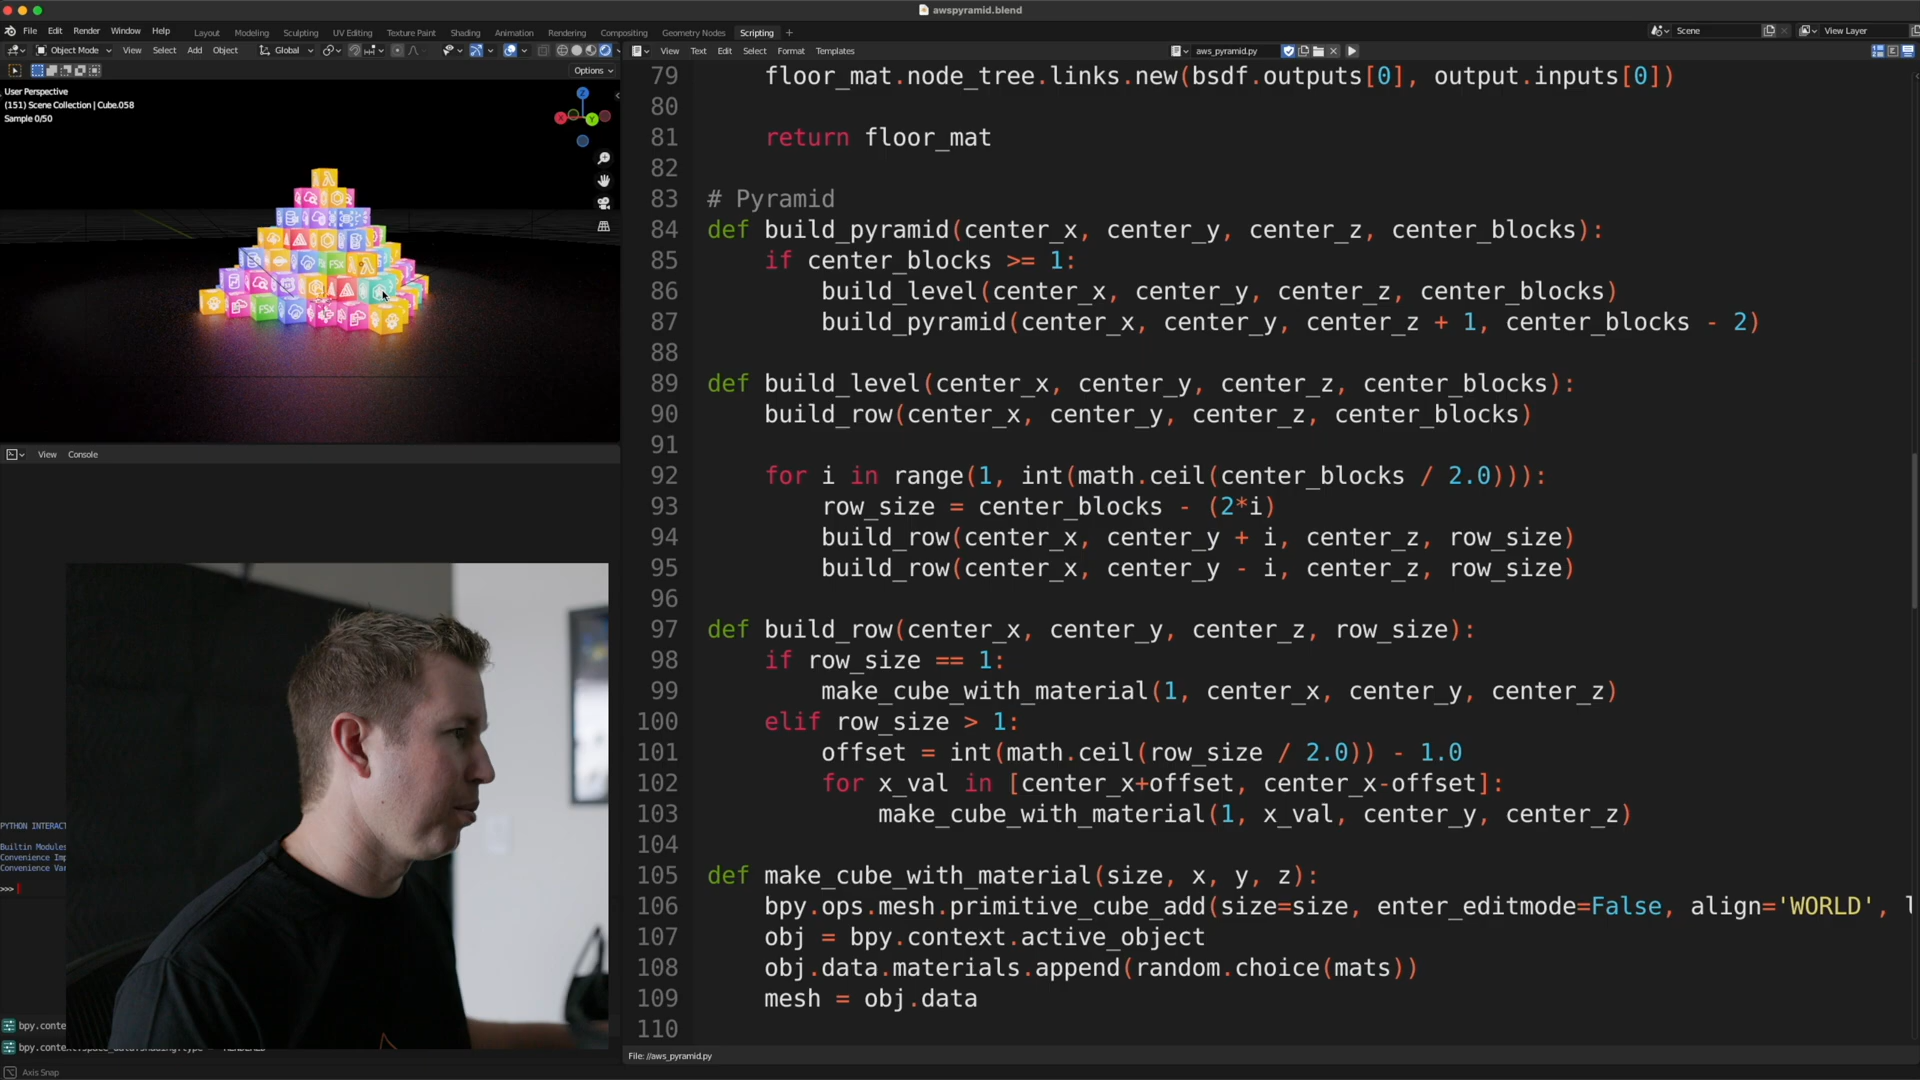 awspyramid.blend
File Edit Render Window Help Layout Modeling Sculpting UV Editing Texture Paint Shading Animation Rendering Compositing Geometry Nodes Scripting + Scene View Layer
Object Mode View Select Add Object Global
View Text Edit Select Format Templates aws_pyramid.py
Options
User Perspective
(151) Scene Collection | Cube.058
Sample 0/50
Z
X
Y
FSX
FSX
View Console
PYTHON INTERACT
Builtin Modules
Convenience Imp
Convenience Var
>>>
bpy.conte
Axis Snap
79 floor_mat.node_tree.links.new(bsdf.outputs[0], output.inputs[0])
80
81 return floor_mat
82
83 # Pyramid
84 def build_pyramid(center_x, center_y, center_z, center_blocks):
85 if center_blocks >= 1:
86 build_level(center_x, center_y, center_z, center_blocks)
87 build_pyramid(center_x, center_y, center_z + 1, center_blocks - 2)
88
89 def build_level(center_x, center_y, center_z, center_blocks):
90 build_row(center_x, center_y, center_z, center_blocks)
91
92 for i in range(1, int(math.ceil(center_blocks / 2.0))):
93 row_size = center_blocks - (2*i)
94 build_row(center_x, center_y + i, center_z, row_size)
95 build_row(center_x, center_y - i, center_z, row_size)
96
97 def build_row(center_x, center_y, center_z, row_size):
98 if row_size == 1:
99 make_cube_with_material(1, center_x, center_y, center_z)
100 elif row_size > 1:
101 offset = int(math.ceil(row_size / 2.0)) - 1.0
102 for x_val in [center_x+offset, center_x-offset]:
103 make_cube_with_material(1, x_val, center_y, center_z)
104
105 def make_cube_with_material(size, x, y, z):
106 bpy.ops.mesh.primitive_cube_add(size=size, enter_editmode=False, align='WORLD', l
107 obj = bpy.context.active_object
108 obj.data.materials.append(random.choice(mats))
109 mesh = obj.data
110
File: //aws_pyramid.py